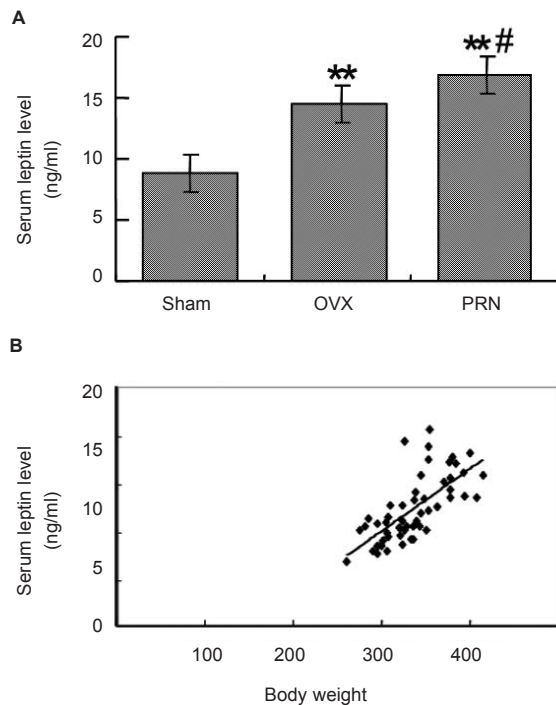 A
Serum leptin level
(ng/ml)
20
15
10
5
0
**
**#
Sham OVX PRN
B
Serum leptin level
(ng/ml)
20
15
10
5
0
100 200 300 400
Body weight